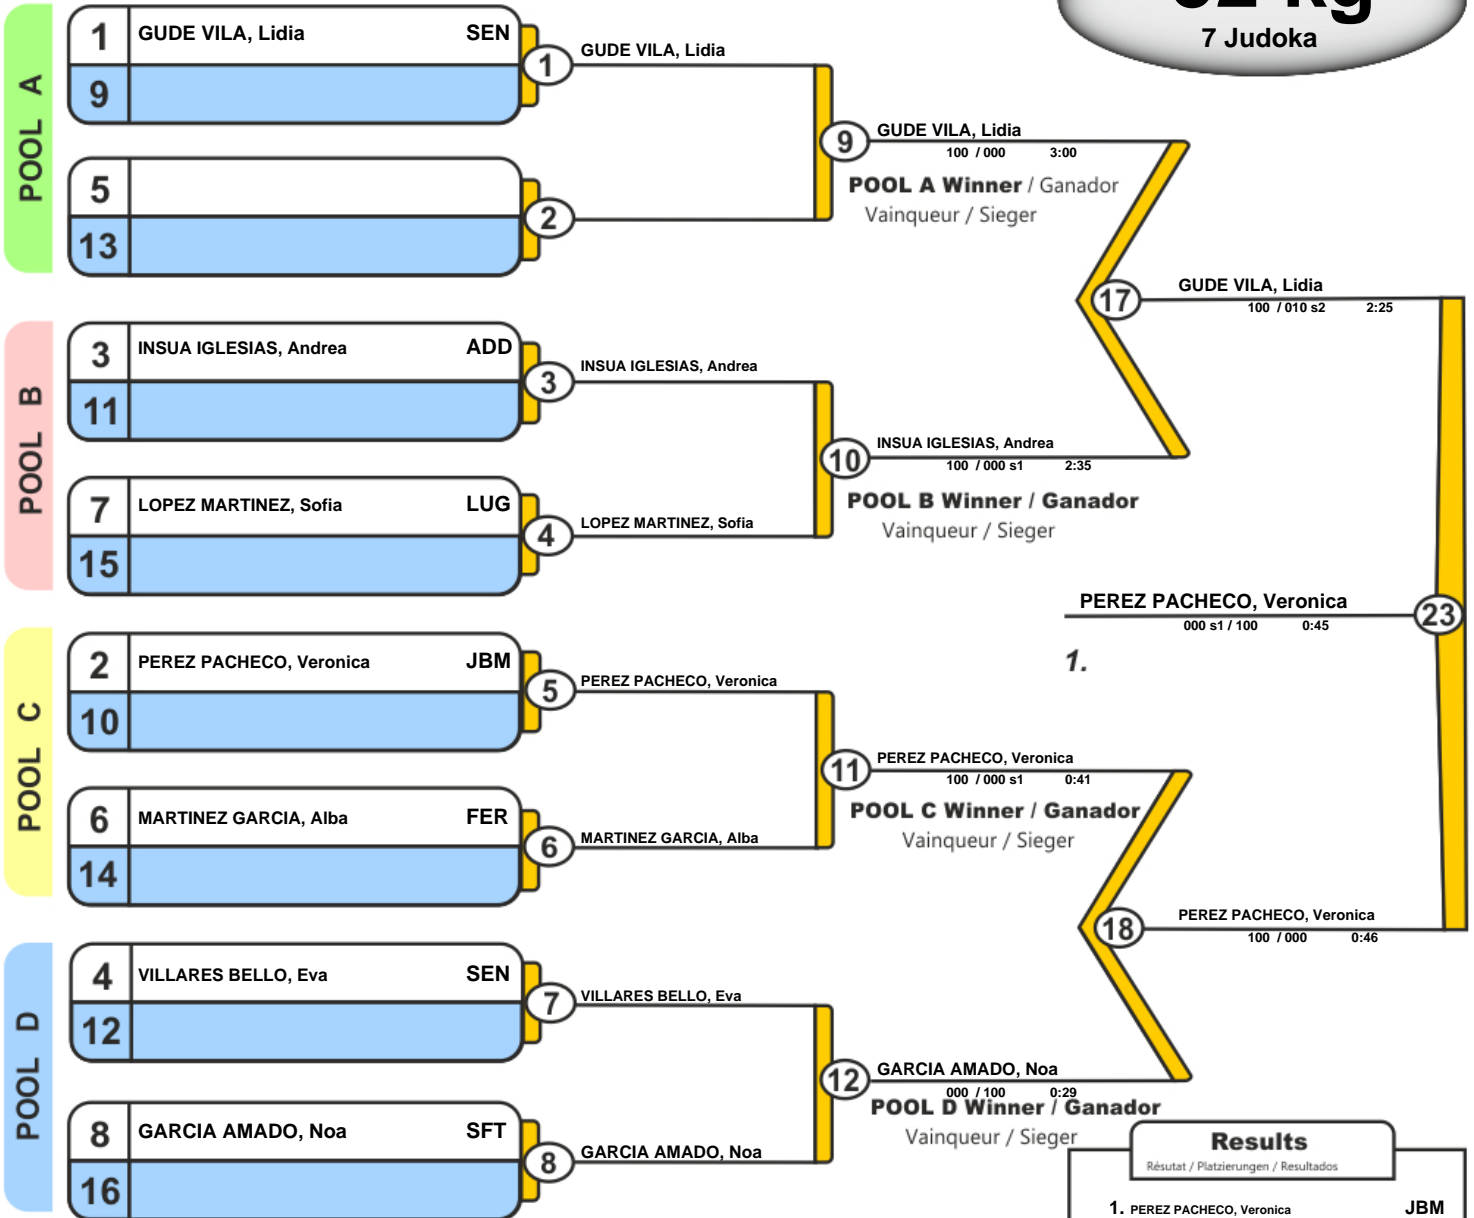 7 Judoka
POOL A
1 GUDE VILA, Lidia SEN
9
1 GUDE VILA, Lidia
5
13
2
9 GUDE VILA, Lidia
100 / 000 3:00
POOL A Winner / Ganador
Vainqueur / Sieger
17 GUDE VILA, Lidia
100 / 010 s2 2:25
POOL B
3 INSUA IGLESIAS, Andrea ADD
11
3 INSUA IGLESIAS, Andrea
7 LOPEZ MARTINEZ, Sofia LUG
15
4 LOPEZ MARTINEZ, Sofia
10 INSUA IGLESIAS, Andrea
100 / 000 s1 2:35
POOL B Winner / Ganador
Vainqueur / Sieger
PEREZ PACHECO, Veronica 23
000 s1 / 100 0:45
1.
POOL C
2 PEREZ PACHECO, Veronica JBM
10
5 PEREZ PACHECO, Veronica
6 MARTINEZ GARCIA, Alba FER
14
6 MARTINEZ GARCIA, Alba
11 PEREZ PACHECO, Veronica
100 / 000 s1 0:41
POOL C Winner / Ganador
Vainqueur / Sieger
18 PEREZ PACHECO, Veronica
100 / 000 0:46
POOL D
4 VILLARES BELLO, Eva SEN
12
7 VILLARES BELLO, Eva
8 GARCIA AMADO, Noa SFT
16
8 GARCIA AMADO, Noa
12 GARCIA AMADO, Noa
000 / 100 0:29
POOL D Winner / Ganador
Vainqueur / Sieger
Results
Résutat / Platzierungen / Resultados
1. PEREZ PACHECO, Veronica JBM